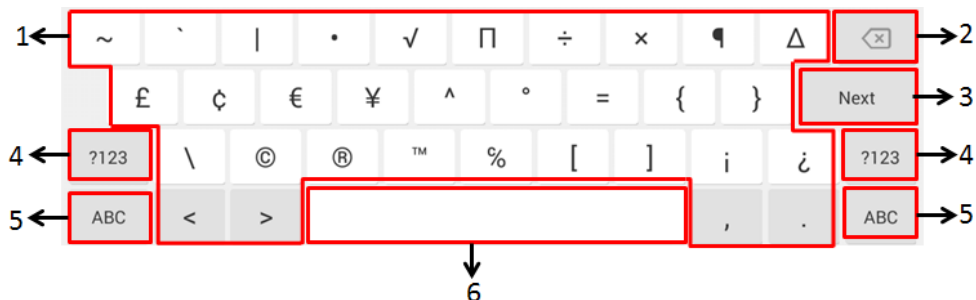 1 ~ ` | • √ Π ÷ × ¶ Δ 2
£ ¢ € ¥ ^ ° = { } Next 3
4 ?123 \ © ® ™ ℅ [ ] ¡ ¿ ?123 4
5 ABC < > , . ABC 5
6